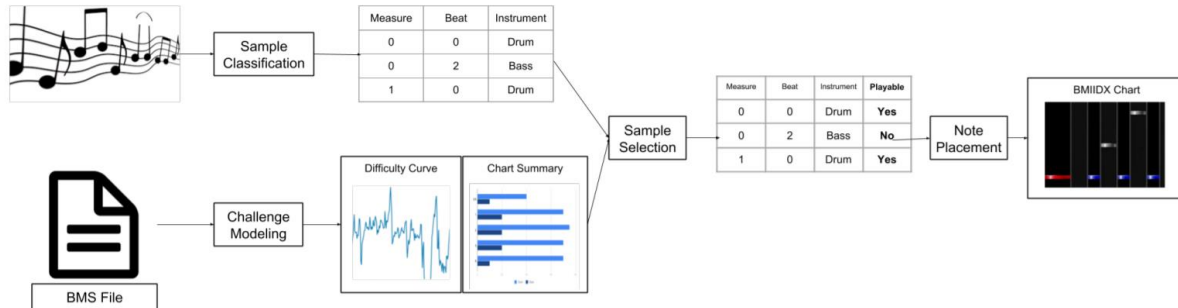 Sample
Classification
Measure Beat Instrument
0 0 Drum
0 2 Bass
1 0 Drum
BMS File
Challenge
Modeling
Difficulty Curve
Chart Summary
Sample
Selection
Measure Beat Instrument Playable
0 0 Drum Yes
0 2 Bass No
1 0 Drum Yes
Note
Placement
BMIIDX Chart